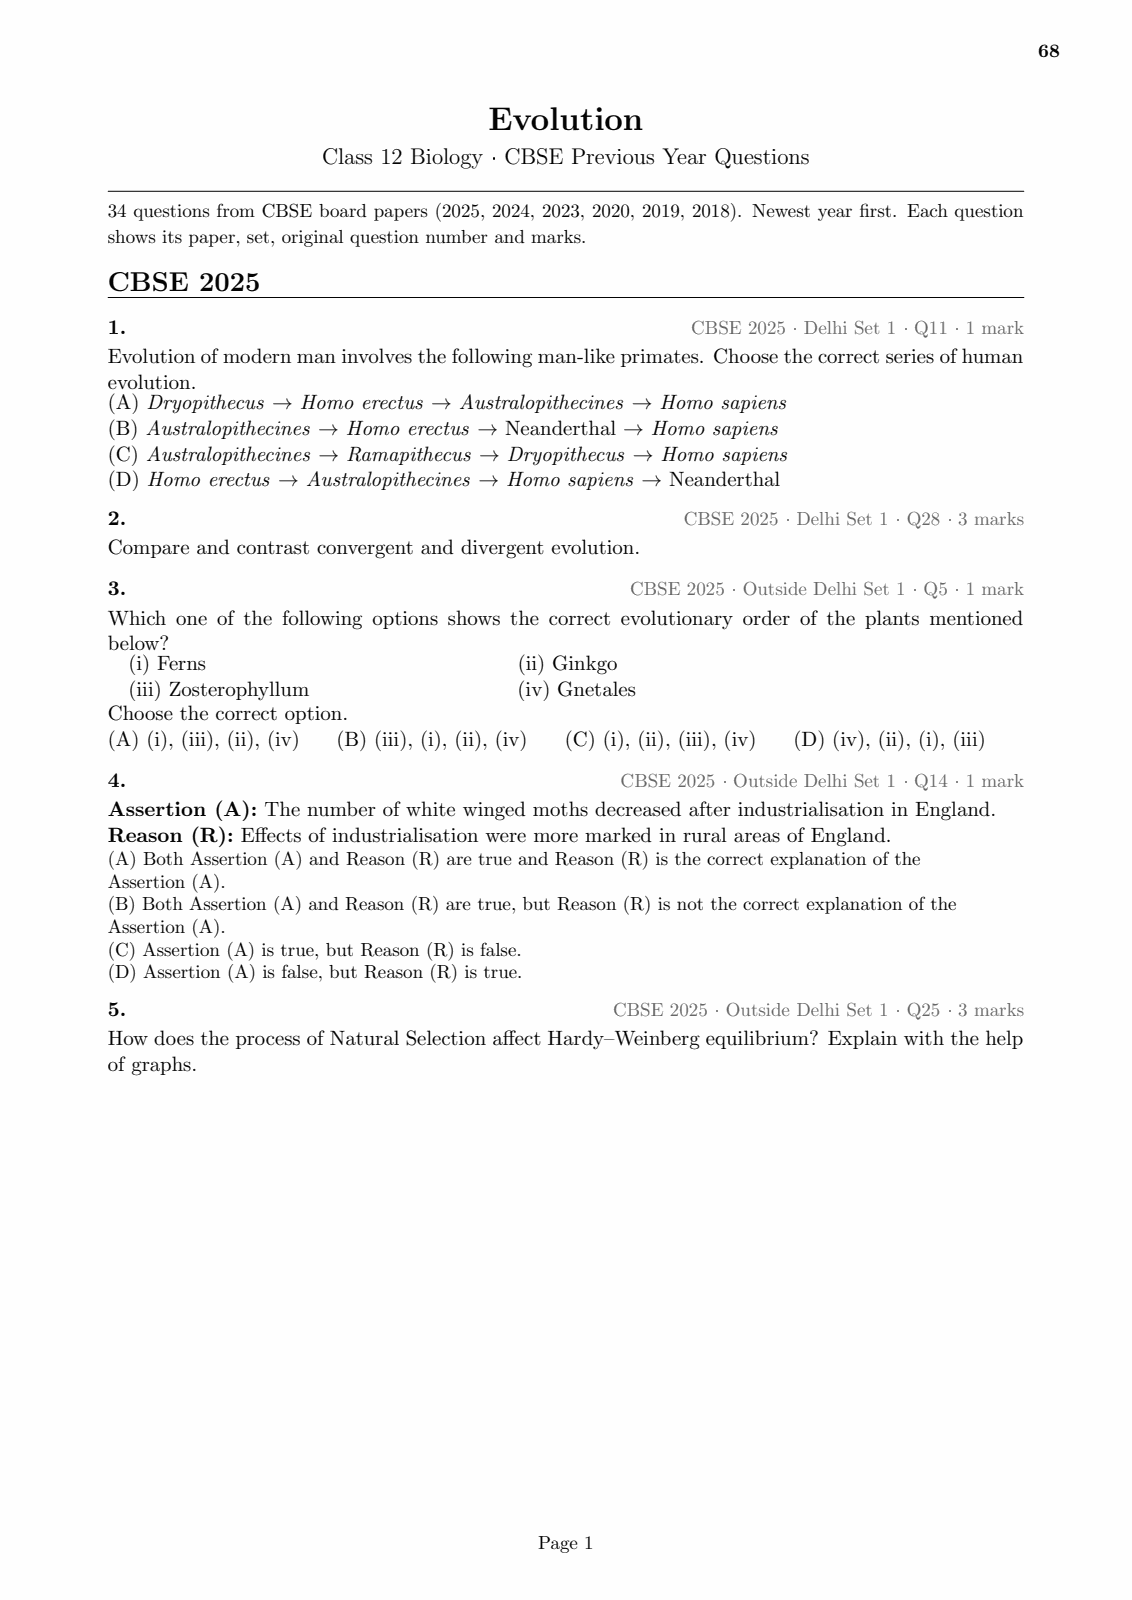 68
Evolution
Class 12 Biology · CBSE Previous Year Questions
34 questions from CBSE board papers (2025, 2024, 2023, 2020, 2019, 2018). Newest year first. Each question
shows its paper, set, original question number and marks.
CBSE 2025
1. CBSE 2025 · Delhi Set 1 · Q11 · 1 mark
Evolution of modern man involves the following man-like primates. Choose the correct series of human
evolution.
(A) Dryopithecus → Homo erectus → Australopithecines → Homo sapiens
(B) Australopithecines → Homo erectus → Neanderthal → Homo sapiens
(C) Australopithecines → Ramapithecus → Dryopithecus → Homo sapiens
(D) Homo erectus → Australopithecines → Homo sapiens → Neanderthal
2. CBSE 2025 · Delhi Set 1 · Q28 · 3 marks
Compare and contrast convergent and divergent evolution.
3. CBSE 2025 · Outside Delhi Set 1 · Q5 · 1 mark
Which one of the following options shows the correct evolutionary order of the plants mentioned
below?
(i) Ferns (ii) Ginkgo
(iii) Zosterophyllum (iv) Gnetales
Choose the correct option.
(A) (i), (iii), (ii), (iv) (B) (iii), (i), (ii), (iv) (C) (i), (ii), (iii), (iv) (D) (iv), (ii), (i), (iii)
4. CBSE 2025 · Outside Delhi Set 1 · Q14 · 1 mark
Assertion (A): The number of white winged moths decreased after industrialisation in England.
Reason (R): Effects of industrialisation were more marked in rural areas of England.
(A) Both Assertion (A) and Reason (R) are true and Reason (R) is the correct explanation of the
Assertion (A).
(B) Both Assertion (A) and Reason (R) are true, but Reason (R) is not the correct explanation of the
Assertion (A).
(C) Assertion (A) is true, but Reason (R) is false.
(D) Assertion (A) is false, but Reason (R) is true.
5. CBSE 2025 · Outside Delhi Set 1 · Q25 · 3 marks
How does the process of Natural Selection affect Hardy–Weinberg equilibrium? Explain with the help
of graphs.
Page 1